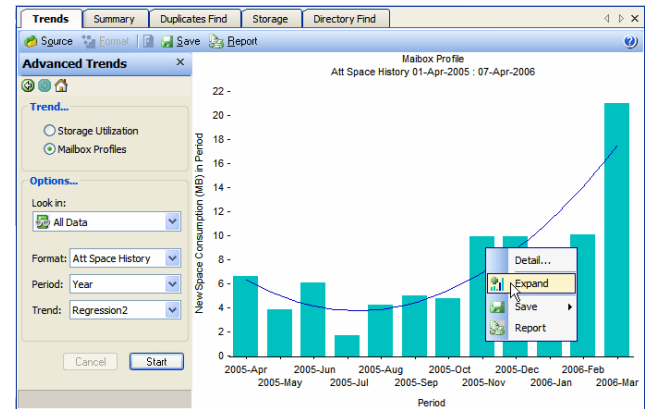 Trends Summary Duplicates Find Storage Directory Find
Source Format Save Report
Advanced Trends
Trend...
Storage Utilization
Mailbox Profiles
Options...
Look in:
All Data
Format: Att Space History
Period: Year
Trend: Regression2
Cancel Start
Mailbox Profile
Att Space History 01-Apr-2005 : 07-Apr-2006
New Space Consumption (MB) in Period
22
20
18
16
14
12
10
8
6
4
2
0
Detail...
Expand
Save
Report
2005-Apr 2005-Jun 2005-Aug 2005-Oct 2005-Dec 2006-Feb
2005-May 2005-Jul 2005-Sep 2005-Nov 2006-Jan 2006-Mar
Period